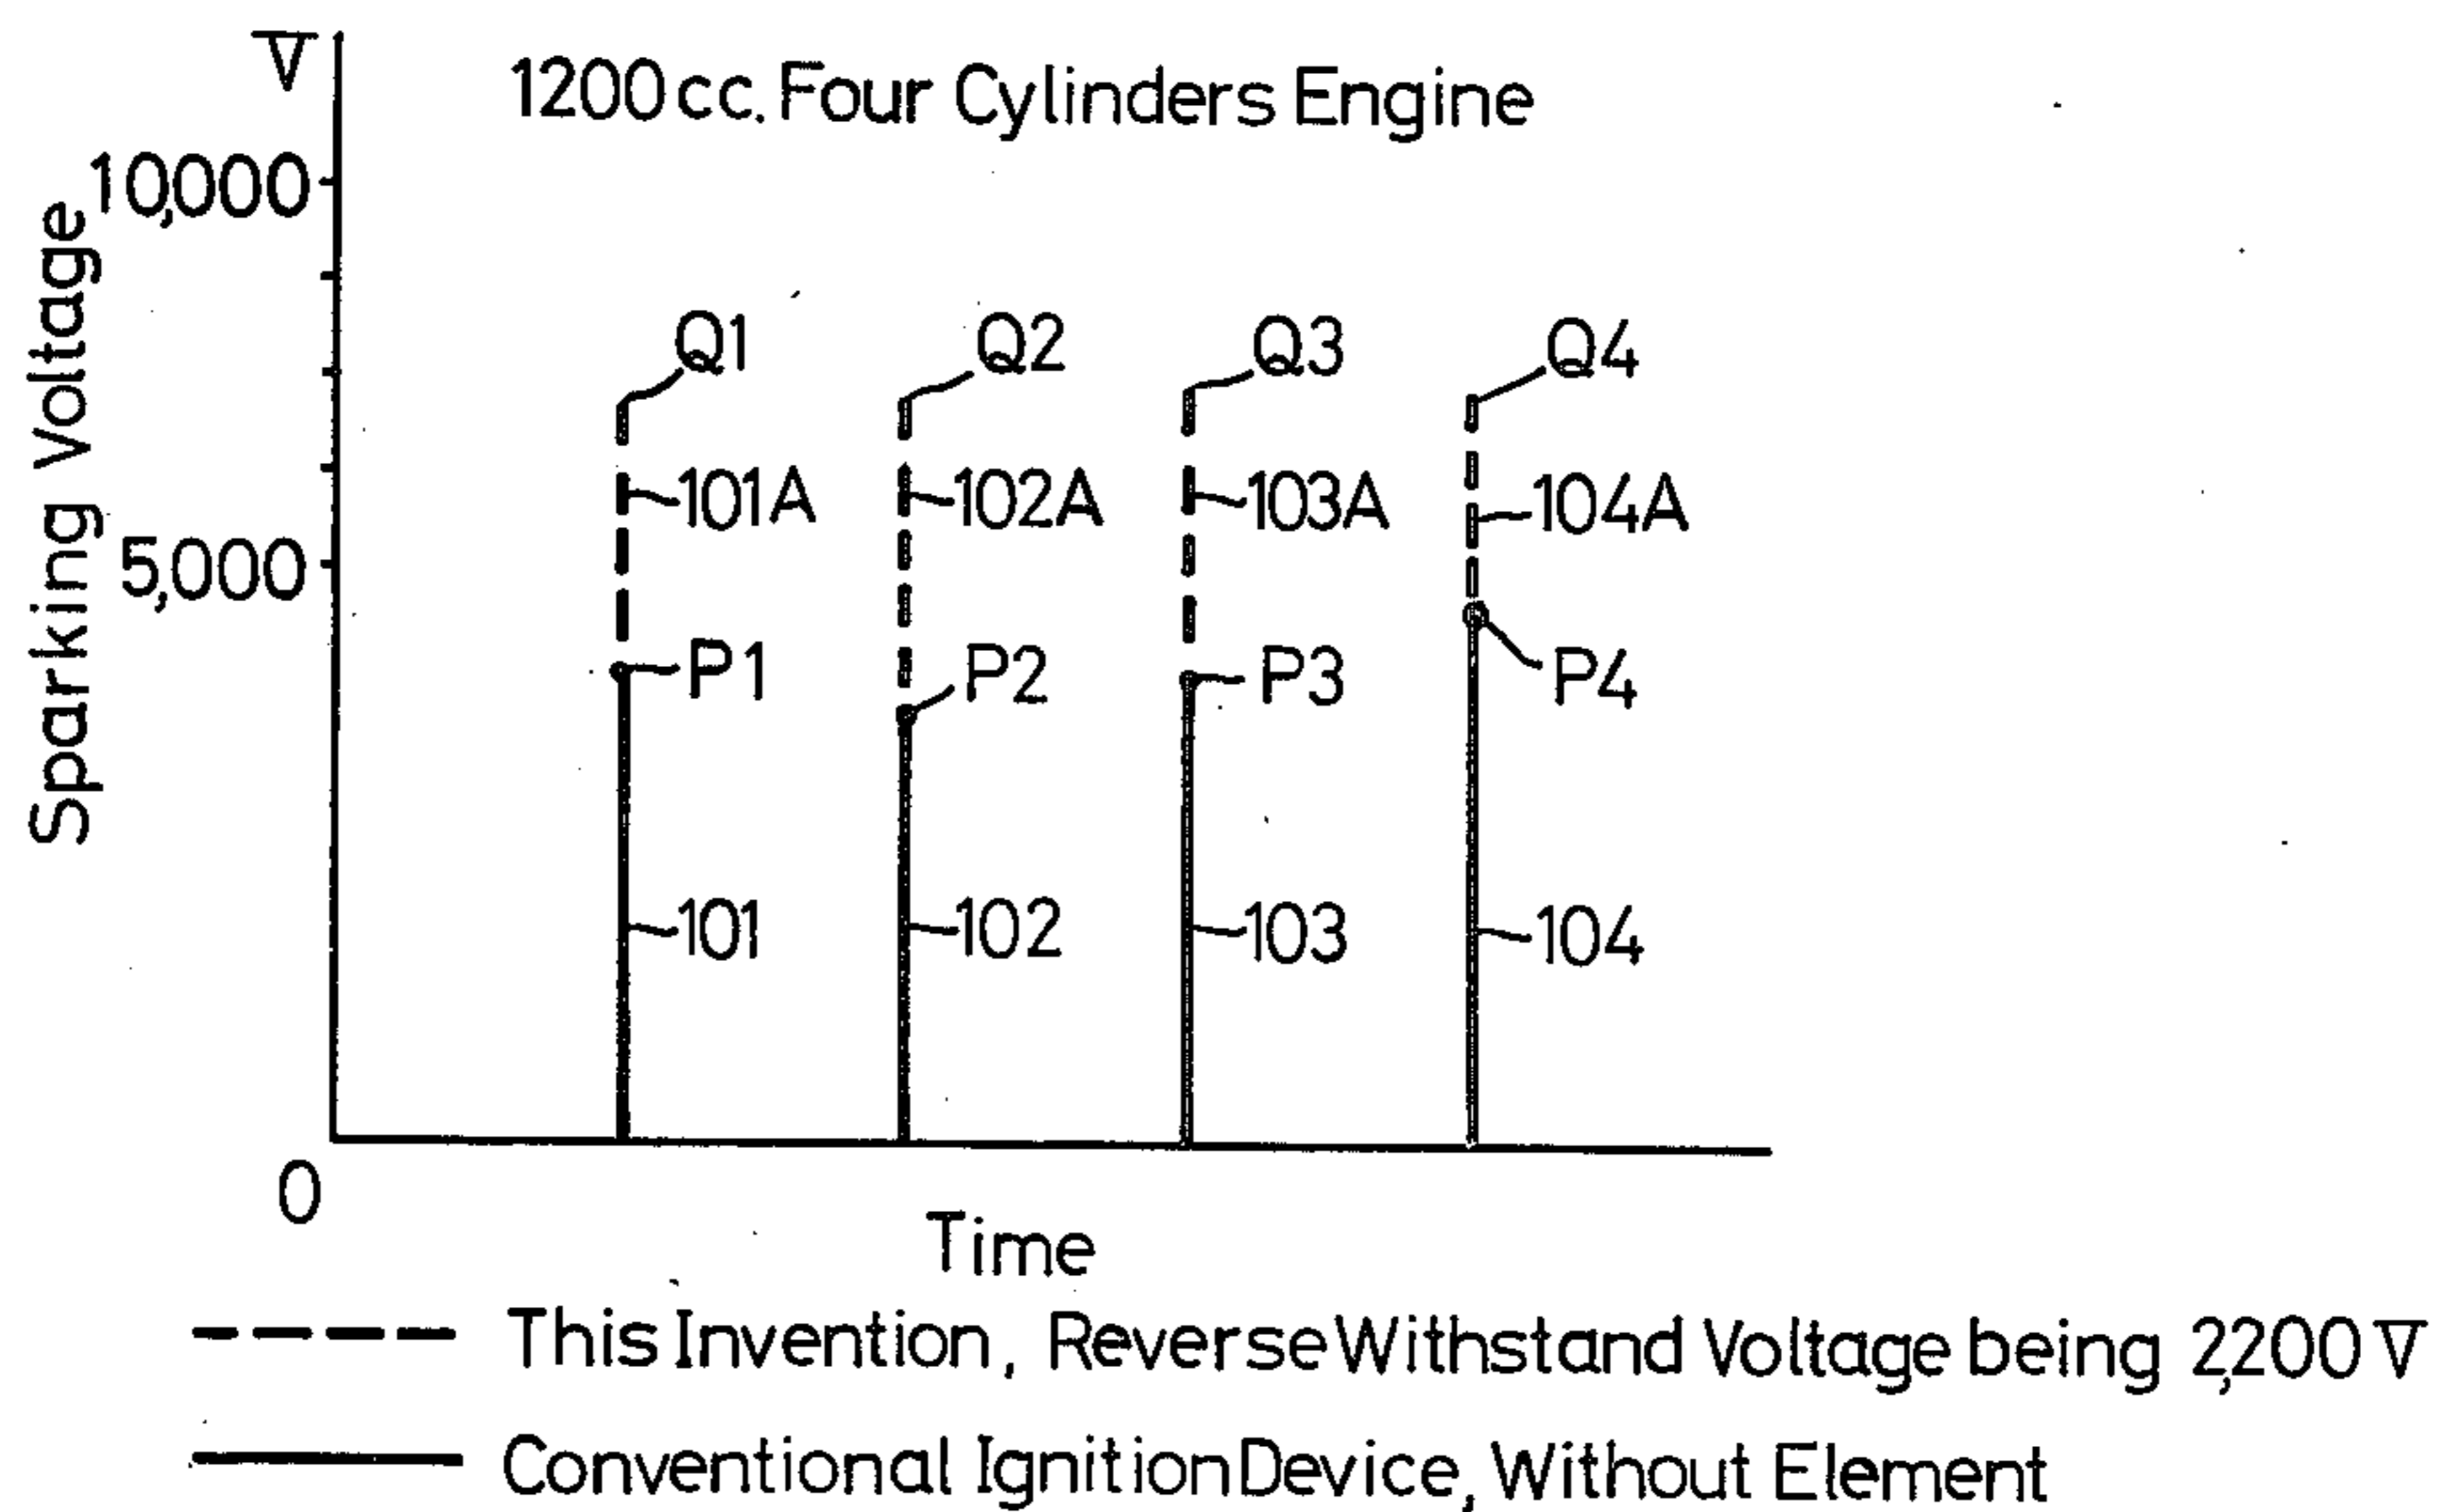 V
1200cc. Four Cylinders Engine
10,000
Sparking Voltage
Q1
Q2
Q3
Q4
101A
102A
103A
104A
5,000
P1
P2
P3
P4
101
102
103
104
0
Time
This Invention, Reverse Withstand Voltage being 2,200 V
Conventional Ignition Device, Without Element